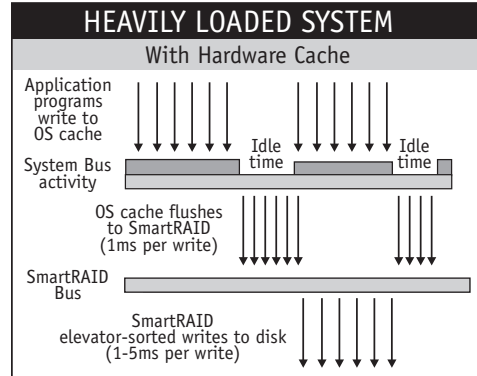 HEAVILY LOADED SYSTEM
With Hardware Cache
Application
programs
write to
OS cache
Idle
time
Idle
time
System Bus
activity
OS cache flushes
to SmartRAID
(1ms per write)
SmartRAID
Bus
SmartRAID
elevator-sorted writes to disk
(1-5ms per write)